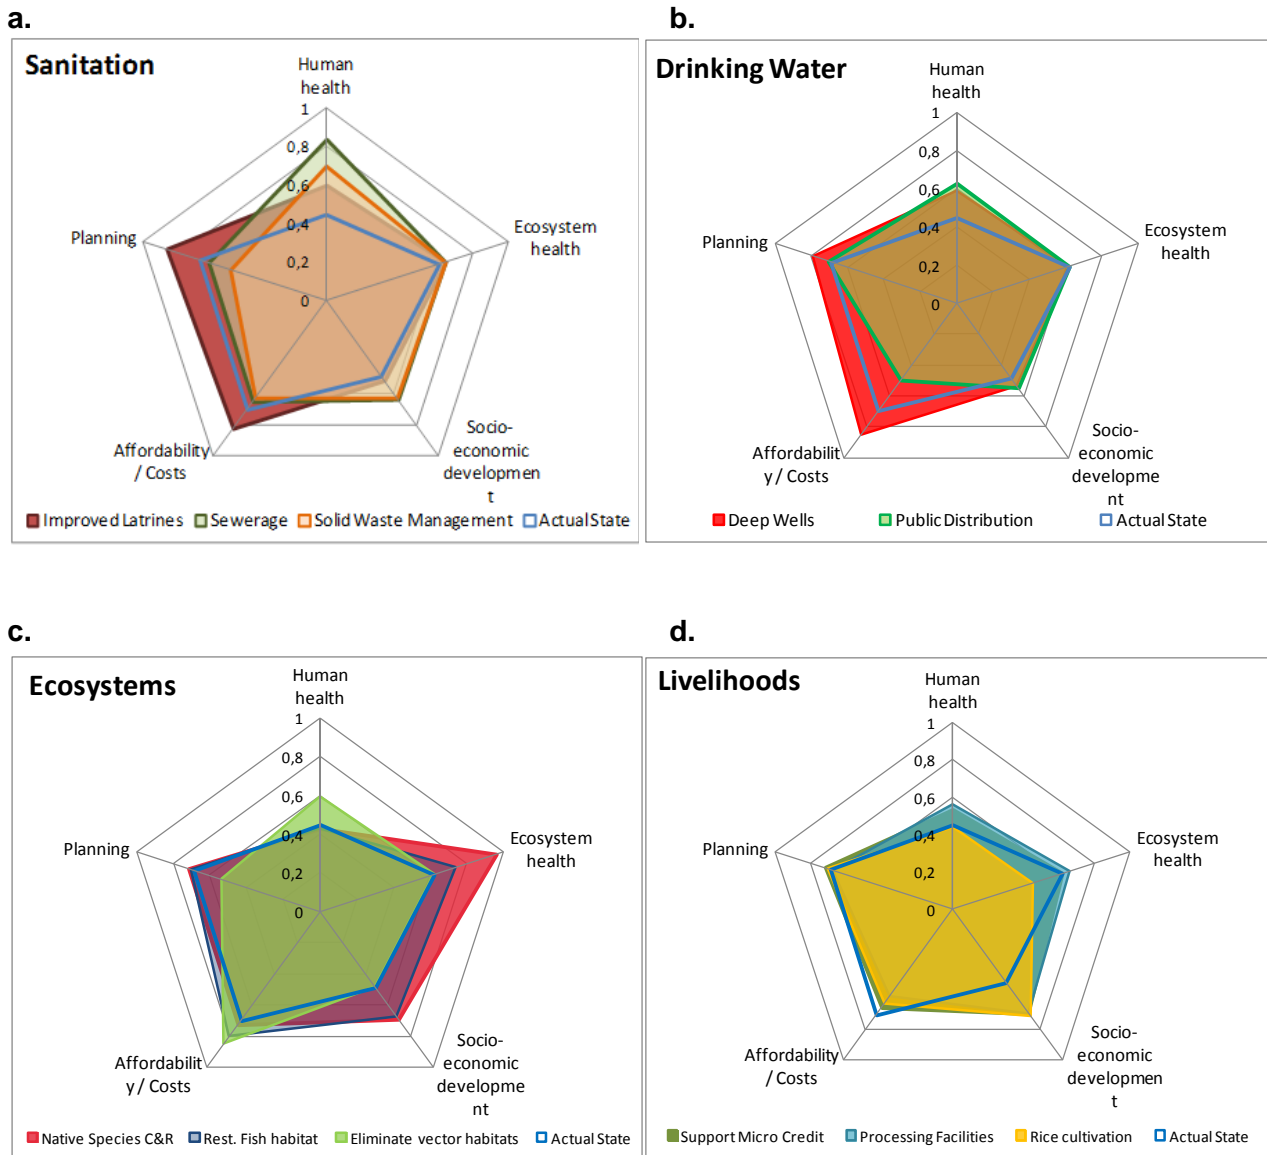 a.
Sanitation
Human
health
1
0,8
0,6
0,4
0,2
0
Planning
Ecosystem
health
Affordability
/ Costs
Socio-
economic
developmen
t
Improved Latrines Sewerage Solid Waste Management Actual State
b.
Drinking Water
Human
health
1
0,8
0,6
0,4
0,2
0
Planning
Ecosystem
health
Affordabilit
y / Costs
Socio-
economic
developme
nt
Deep Wells Public Distribution Actual State
c.
Ecosystems
Human
health
1
0,8
0,6
0,4
0,2
0
Planning
Ecosystem
health
Affordabilit
y / Costs
Socio-
economic
developme
nt
Native Species C&R Rest. Fish habitat Eliminate vector habitats Actual State
d.
Livelihoods
Human
health
1
0,8
0,6
0,4
0,2
0
Planning
Ecosystem
health
Affordability
/ Costs
Socio-
economic
developmen
t
Support Micro Credit Processing Facilities Rice cultivation Actual State